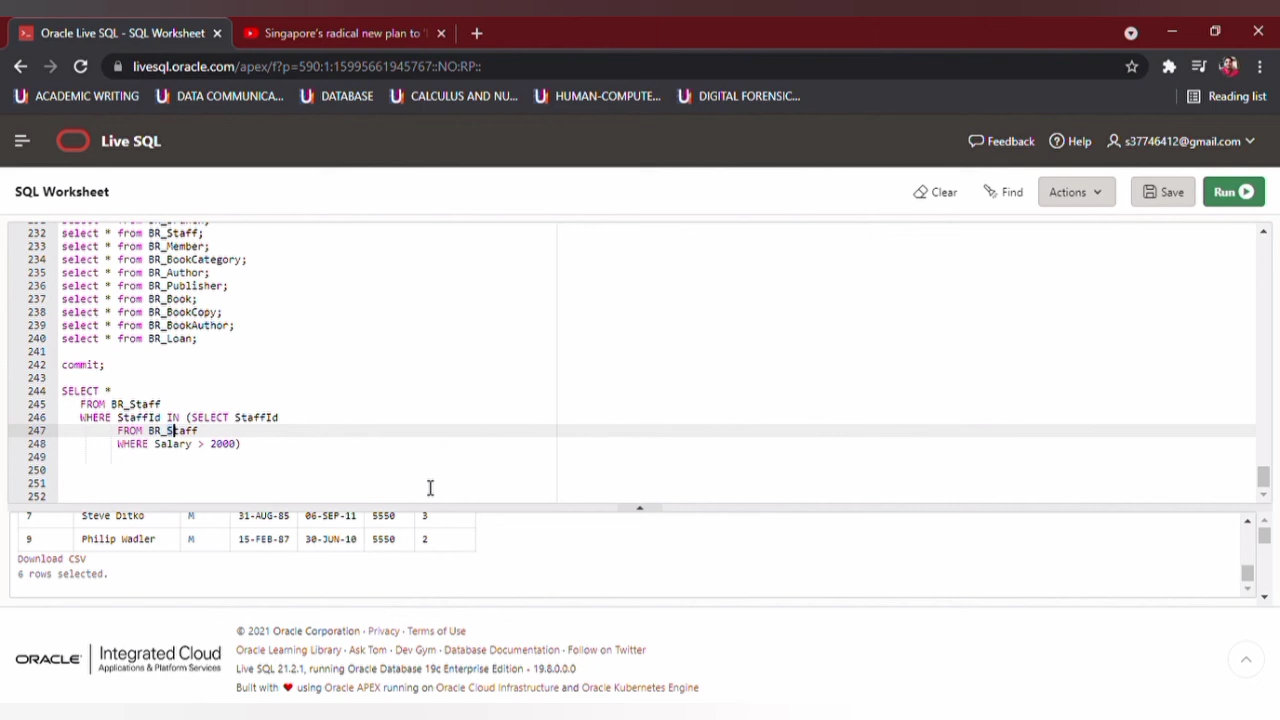 Oracle Live SQL - SQL Worksheet
Singapore's radical new plan to '
livesql.oracle.com/apex/f?p=590:1:15995661945767::NO:RP::
ACADEMIC WRITING
DATA COMMUNICA...
DATABASE
CALCULUS AND NU...
HUMAN-COMPUTE...
DIGITAL FORENSIC...
Reading list
Live SQL
Feedback
Help
s37746412@gmail.com
SQL Worksheet
Clear
Find
Actions
Save
Run
232 select * from BR_Staff;
233 select * from BR_Member;
234 select * from BR_BookCategory;
235 select * from BR_Author;
236 select * from BR_Publisher;
237 select * from BR_Book;
238 select * from BR_BookCopy;
239 select * from BR_BookAuthor;
240 select * from BR_Loan;
241
242 commit;
243
244 SELECT *
245 FROM BR_Staff
246 WHERE StaffId IN (SELECT StaffId
247 FROM BR_Staff
248 WHERE Salary > 2000)
249
250
251
252
7 Steve Ditko M 31-AUG-85 06-SEP-11 5550 3
9 Philip Wadler M 15-FEB-87 30-JUN-10 5550 2
Download CSV
6 rows selected.
ORACLE
Integrated Cloud
Applications & Platform Services
© 2021 Oracle Corporation · Privacy · Terms of Use
Oracle Learning Library · Ask Tom · Dev Gym · Database Documentation · Follow on Twitter
Live SQL 21.2.1, running Oracle Database 19c Enterprise Edition - 19.8.0.0.0
Built with ❤ using Oracle APEX running on Oracle Cloud Infrastructure and Oracle Kubernetes Engine